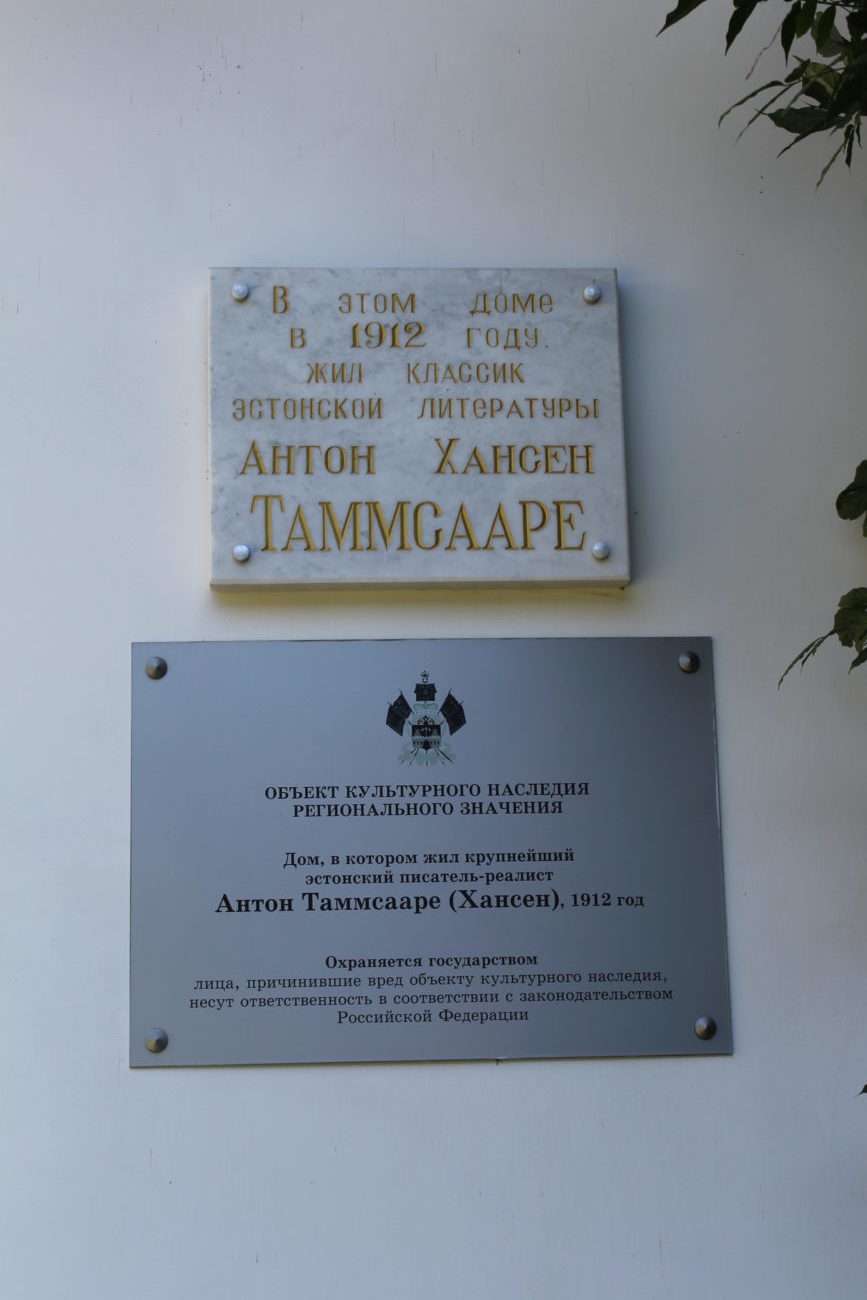 В этом доме
в 1912 году
жил классик
эстонской литературы
Антон Хансен
Таммсааре
ОБЪЕКТ КУЛЬТУРНОГО НАСЛЕДИЯ
РЕГИОНАЛЬНОГО ЗНАЧЕНИЯ
Дом, в котором жил крупнейший
эстонский писатель-реалист
Антон Таммсааре (Хансен), 1912 год
Охраняется государством
лица, причинившие вред объекту культурного наследия,
несут ответственность в соответствии с законодательством
Российской Федерации